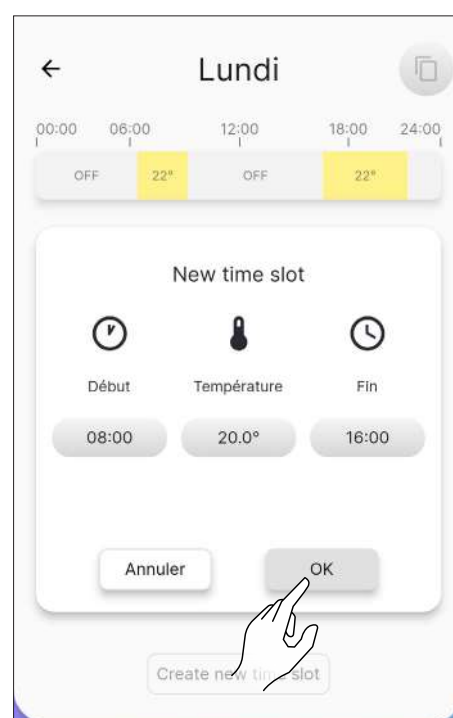 Lundi
00:00 06:00 12:00 18:00 24:00
OFF 22° OFF 22°
New time slot
Début Température Fin
08:00 20.0° 16:00
Annuler OK
Create new time slot